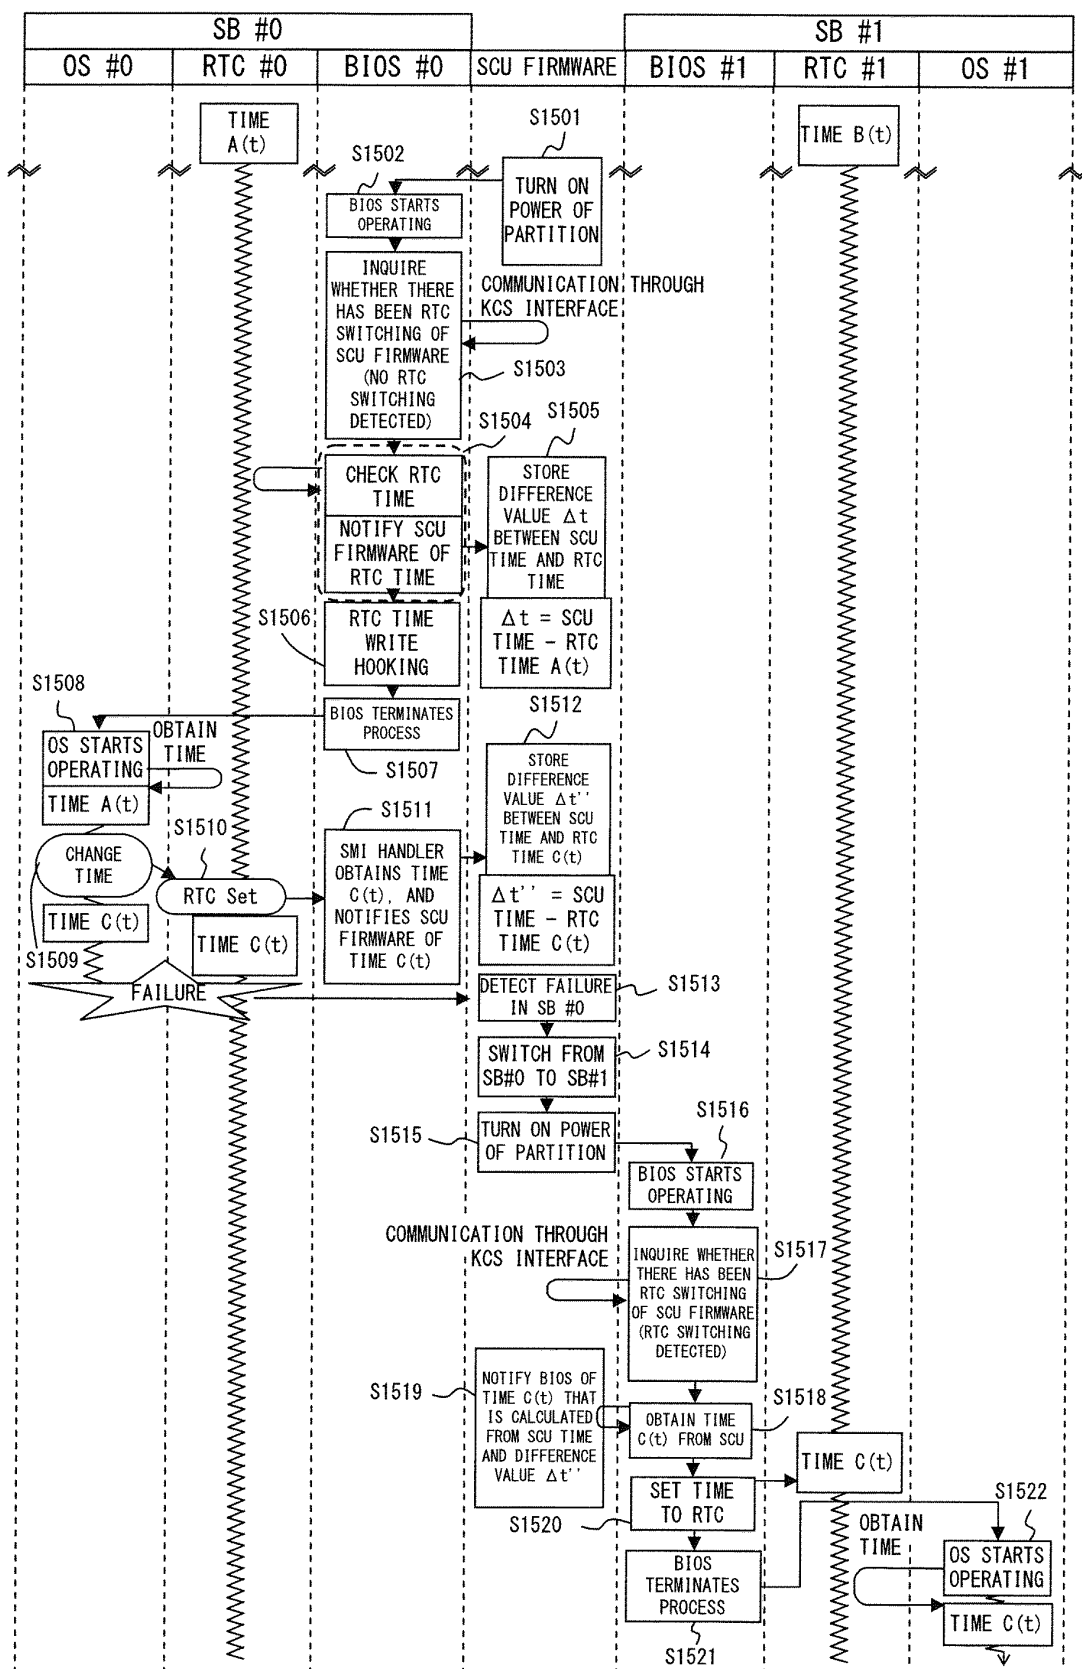 SB #0
SB #1
OS #0
RTC #0
BIOS #0
SCU FIRMWARE
BIOS #1
RTC #1
OS #1
TIME
A(t)
TIME B(t)
S1501
TURN ON
POWER OF
PARTITION
S1502
BIOS STARTS
OPERATING
INQUIRE
WHETHER THERE
HAS BEEN RTC
SWITCHING OF
SCU FIRMWARE
(NO RTC
SWITCHING
DETECTED)
COMMUNICATION THROUGH
KCS INTERFACE
S1503
S1504
CHECK RTC
TIME
NOTIFY SCU
FIRMWARE OF
RTC TIME
S1505
STORE
DIFFERENCE
VALUE Δt
BETWEEN SCU
TIME AND RTC
TIME
Δt = SCU
TIME - RTC
TIME A(t)
S1506
RTC TIME
WRITE
HOOKING
BIOS TERMINATES
PROCESS
S1507
S1508
OBTAIN
TIME
OS STARTS
OPERATING
TIME A(t)
CHANGE
TIME
TIME C(t)
S1509
S1510
RTC Set
TIME C(t)
S1511
SMI HANDLER
OBTAINS TIME
C(t), AND
NOTIFIES SCU
FIRMWARE OF
TIME C(t)
S1512
STORE
DIFFERENCE
VALUE Δt''
BETWEEN SCU
TIME AND RTC
TIME C(t)
Δt'' = SCU
TIME - RTC
TIME C(t)
FAILURE
DETECT FAILURE
IN SB #0
S1513
SWITCH FROM
SB#0 TO SB#1
S1514
S1515
TURN ON POWER
OF PARTITION
S1516
BIOS STARTS
OPERATING
COMMUNICATION THROUGH
KCS INTERFACE
INQUIRE WHETHER
THERE HAS BEEN
RTC SWITCHING
OF SCU FIRMWARE
(RTC SWITCHING
DETECTED)
S1517
S1519
NOTIFY BIOS OF
TIME C(t) THAT
IS CALCULATED
FROM SCU TIME
AND DIFFERENCE
VALUE Δt''
OBTAIN TIME
C(t) FROM SCU
S1518
TIME C(t)
SET TIME
TO RTC
S1520
BIOS
TERMINATES
PROCESS
S1521
S1522
OBTAIN
TIME
OS STARTS
OPERATING
TIME C(t)